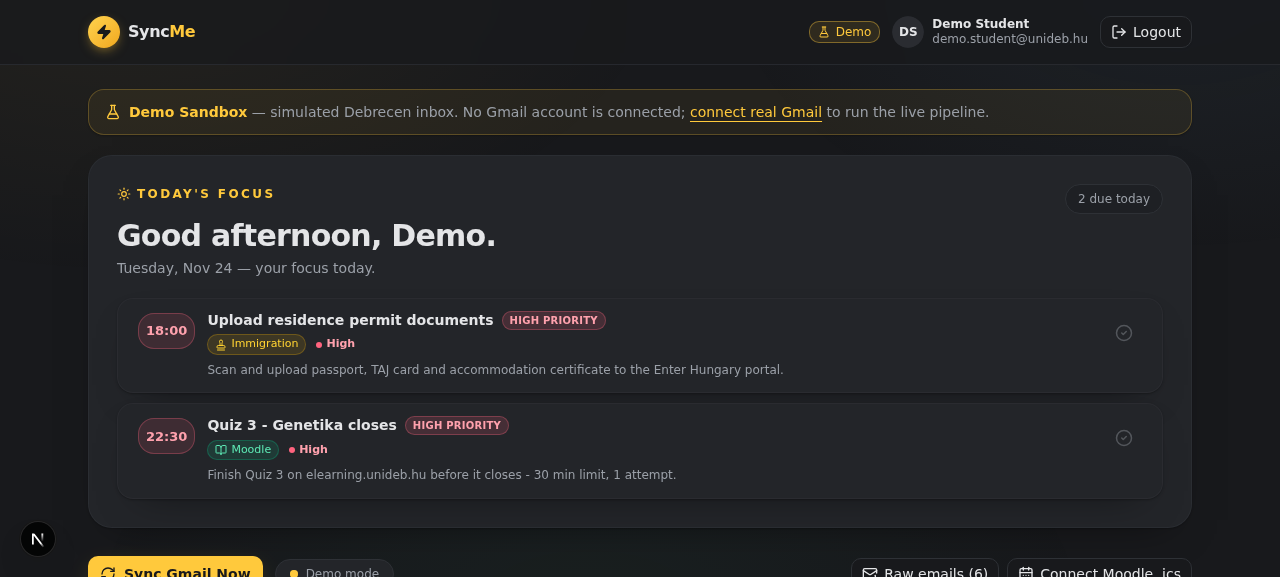 SyncMe
Demo
DS
Demo Student
demo.student@unideb.hu
Logout
Demo Sandbox — simulated Debrecen inbox. No Gmail account is connected; connect real Gmail to run the live pipeline.
TODAY'S FOCUS
2 due today
Good afternoon, Demo.
Tuesday, Nov 24 — your focus today.
18:00
Upload residence permit documents HIGH PRIORITY
Immigration High
Scan and upload passport, TAJ card and accommodation certificate to the Enter Hungary portal.
22:30
Quiz 3 - Genetika closes HIGH PRIORITY
Moodle High
Finish Quiz 3 on elearning.unideb.hu before it closes - 30 min limit, 1 attempt.
N
Sync Gmail Now
Demo mode
Raw emails (6)
Connect Moodle .ics